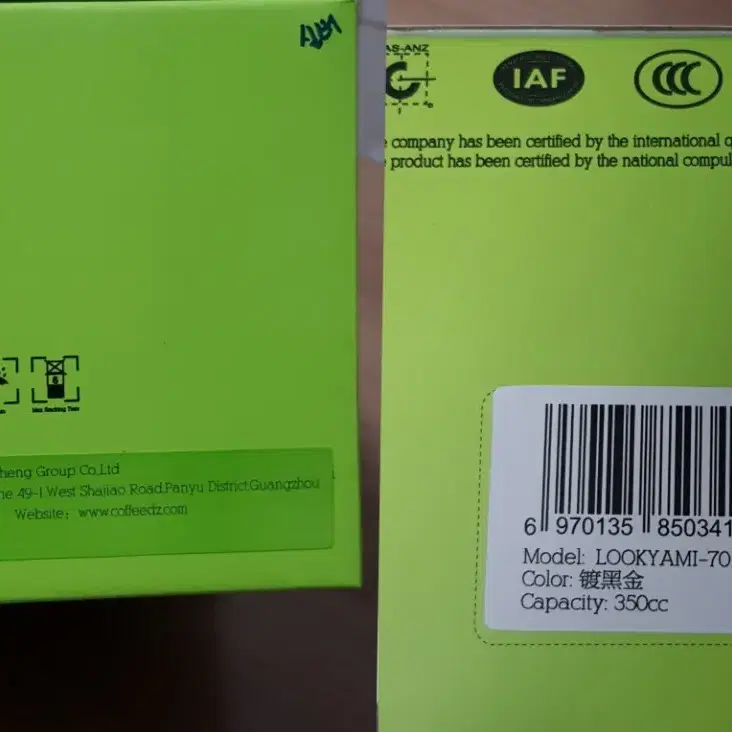 heng Group Co.,Ltd
ne 49-1.West Shajiao Road.Panyu District.Guangzhou
Website：www.coffeedz.com
AS-ANZ
IAF
CCC
company has been certified by the international q
product has been certified by the national compul
6 970135 850341
Model: LOOKYAMI-70
Color: 镀黑金
Capacity: 350cc